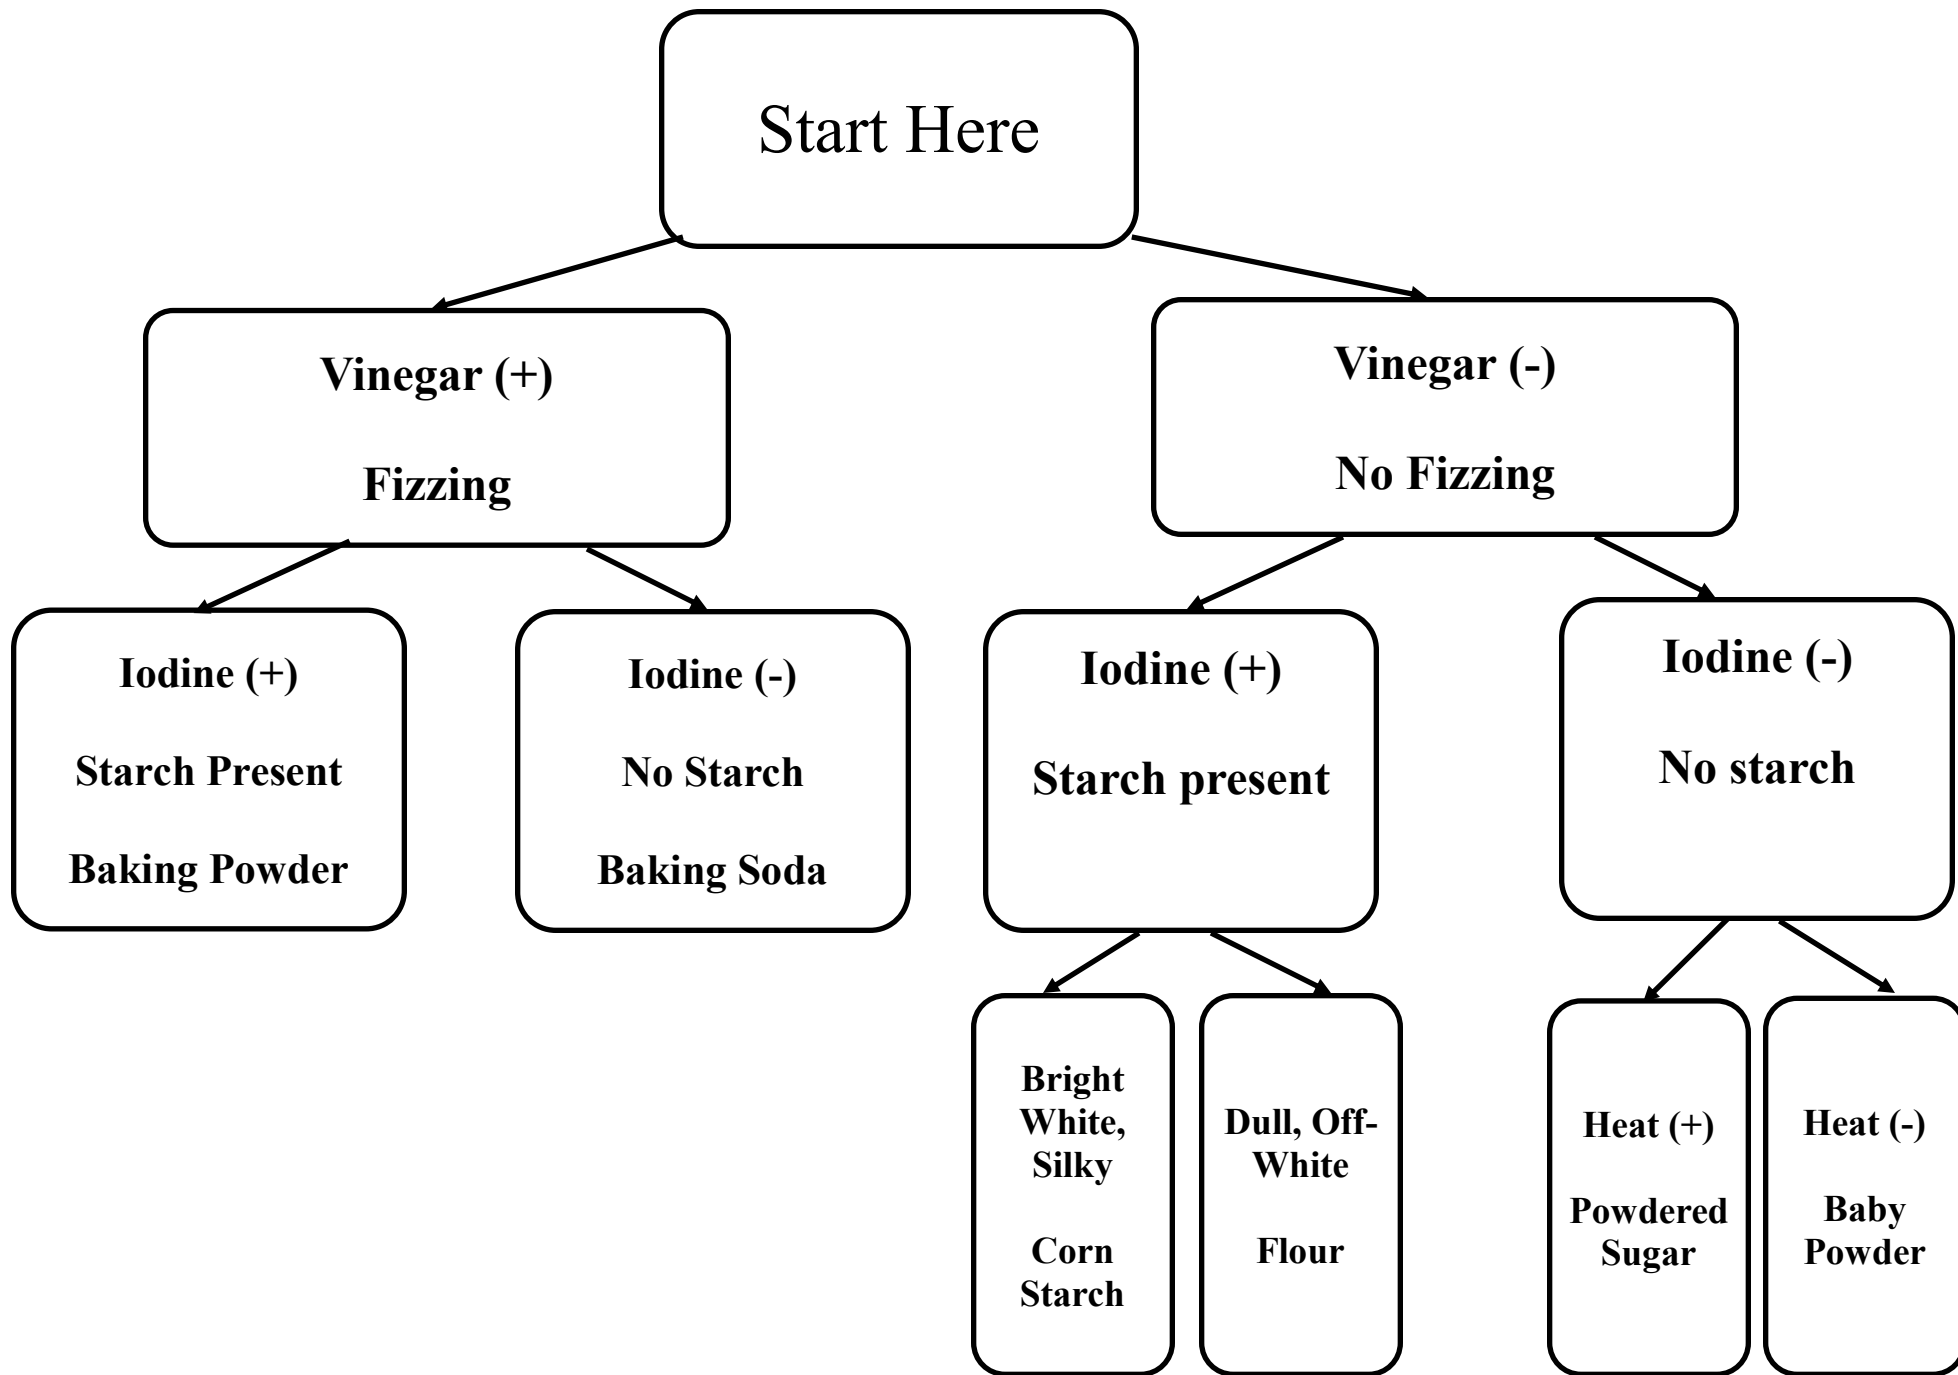 Start Here
Vinegar (+)
Fizzing
Vinegar (-)
No Fizzing
Iodine (+)
Starch Present
Baking Powder
Iodine (-)
No Starch
Baking Soda
Iodine (+)
Starch present
Iodine (-)
No starch
Bright
White,
Silky
Corn
Starch
Dull, Off-
White
Flour
Heat (+)
Powdered
Sugar
Heat (-)
Baby
Powder